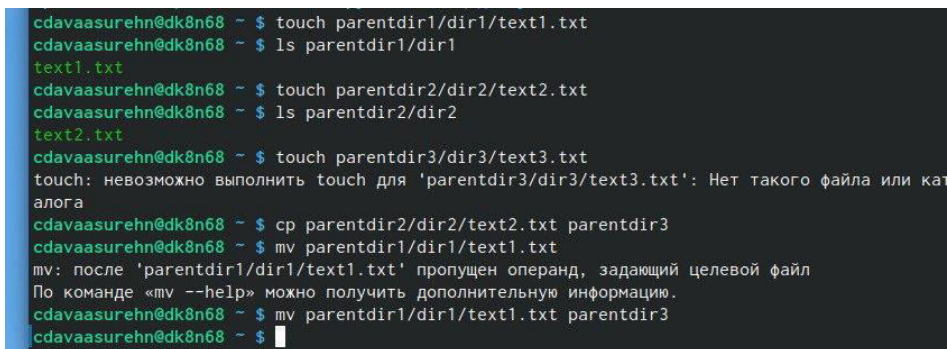 cdavaasurehn@dk8n68 ~ $ touch parentdir1/dir1/text1.txt
cdavaasurehn@dk8n68 ~ $ ls parentdir1/dir1
text1.txt
cdavaasurehn@dk8n68 ~ $ touch parentdir2/dir2/text2.txt
cdavaasurehn@dk8n68 ~ $ ls parentdir2/dir2
text2.txt
cdavaasurehn@dk8n68 ~ $ touch parentdir3/dir3/text3.txt
touch: невозможно выполнить touch для 'parentdir3/dir3/text3.txt': Нет такого файла или кат
алога
cdavaasurehn@dk8n68 ~ $ cp parentdir2/dir2/text2.txt parentdir3
cdavaasurehn@dk8n68 ~ $ mv parentdir1/dir1/text1.txt
mv: после 'parentdir1/dir1/text1.txt' пропущен операнд, задающий целевой файл
По команде «mv --help» можно получить дополнительную информацию.
cdavaasurehn@dk8n68 ~ $ mv parentdir1/dir1/text1.txt parentdir3
cdavaasurehn@dk8n68 ~ $